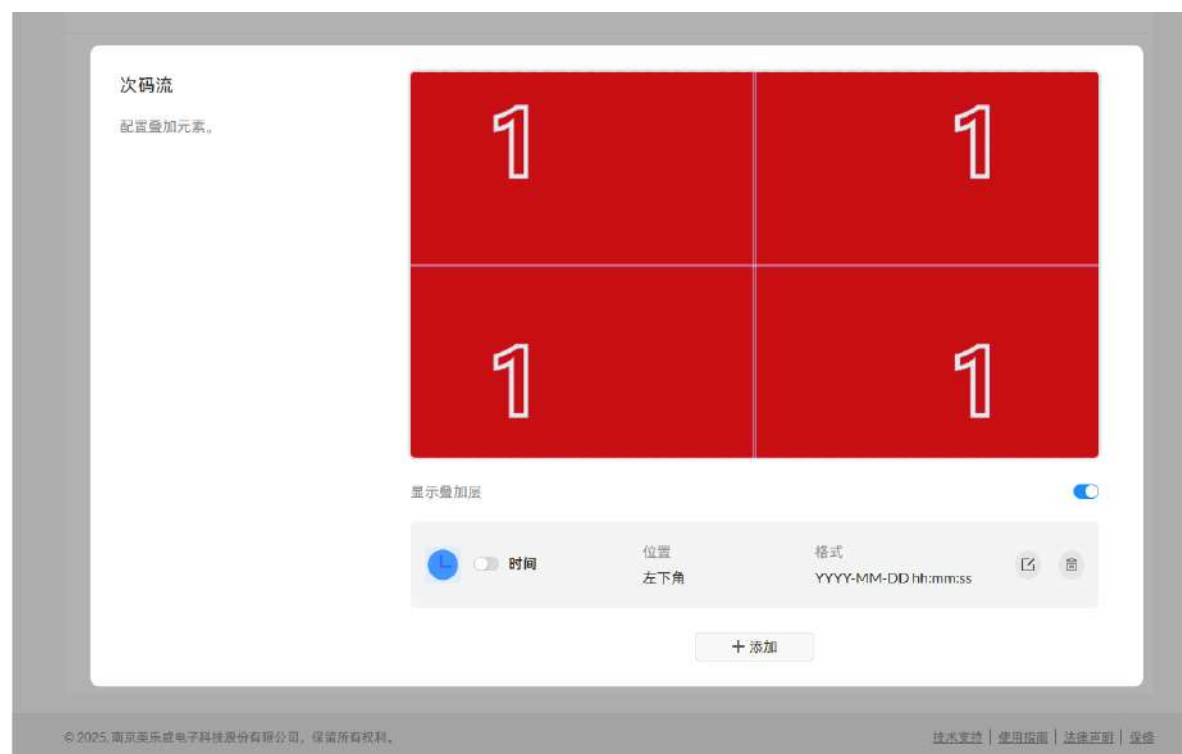 次码流
配置叠加元素。
1 1
1 1
显示叠加层
时间
位置
左下角
格式
YYYY-MM-DD hh:mm:ss
添加
© 2025, 南京美乐威电子科技股份有限公司，保留所有权利。
技术支持 | 使用指南 | 法律声明 | 保修